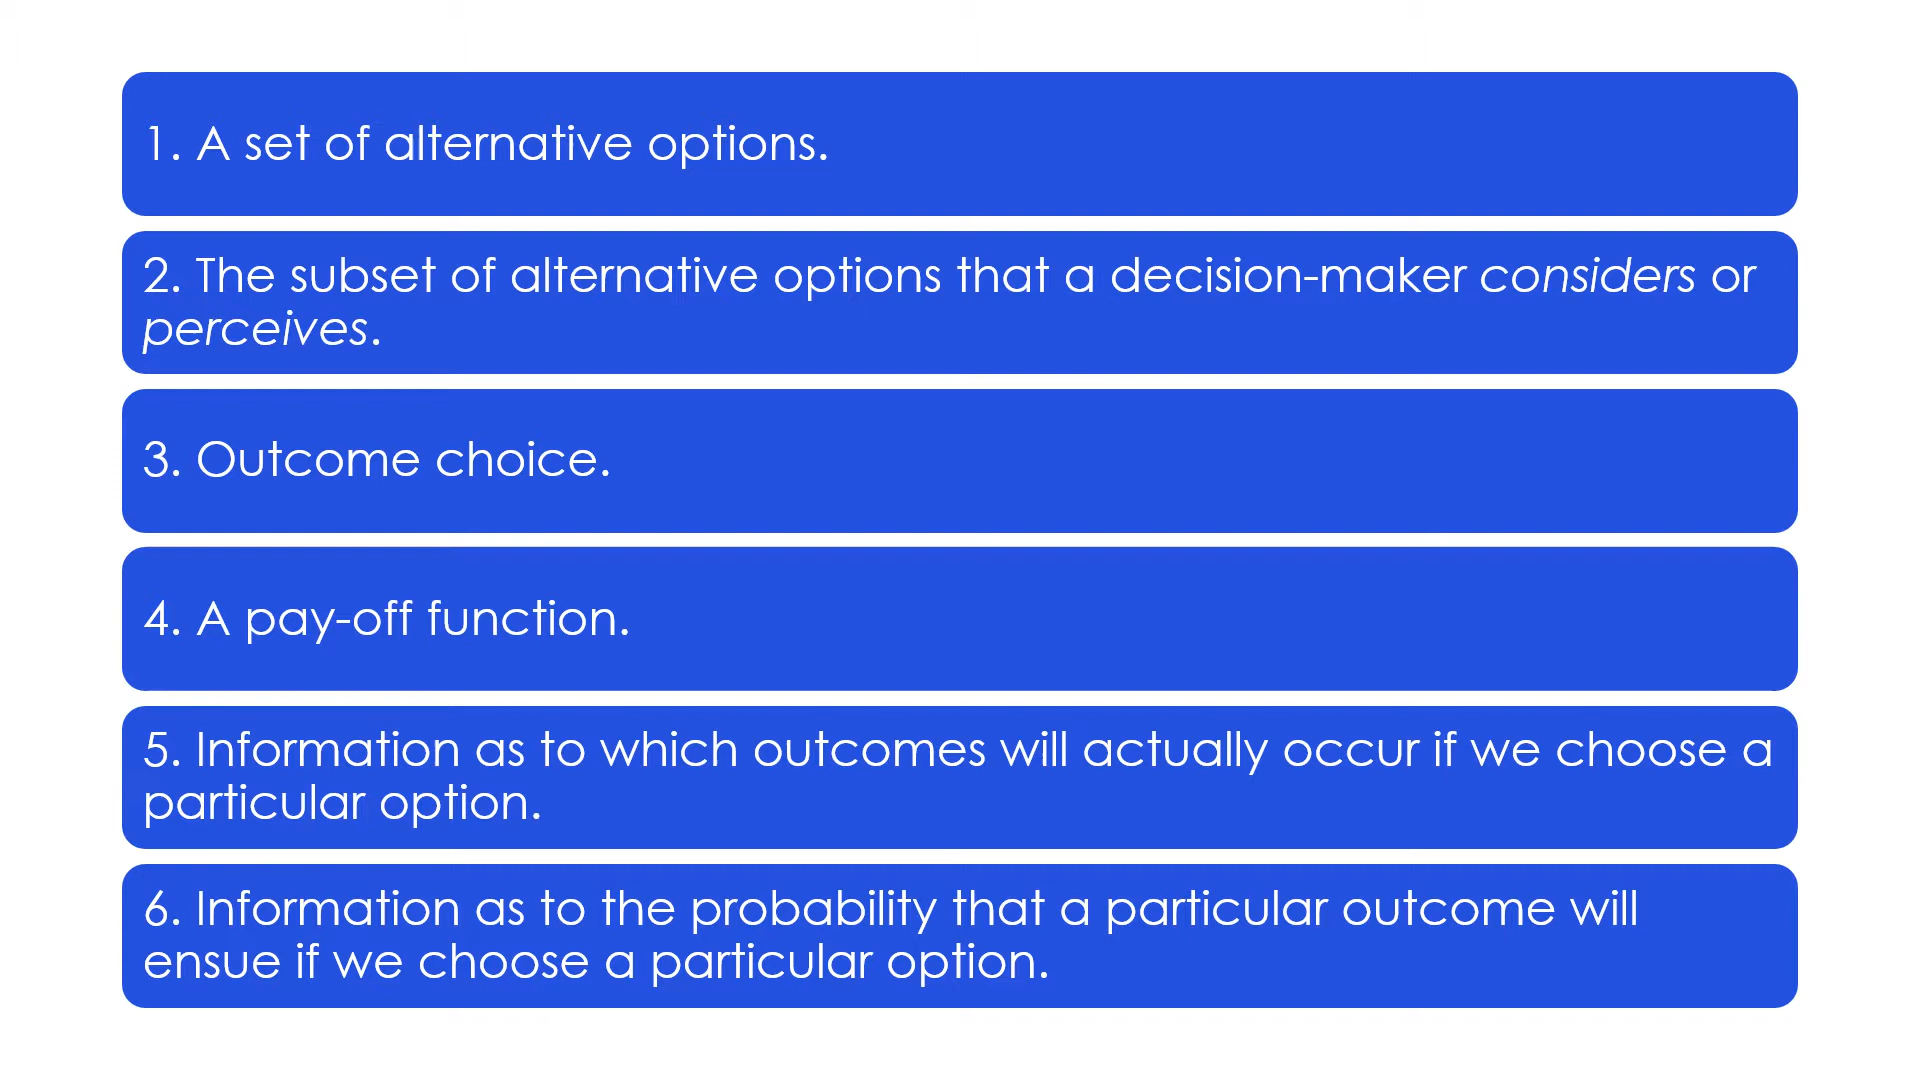 1. A set of alternative options.
2. The subset of alternative options that a decision-maker considers or
perceives.
3. Outcome choice.
4. A pay-off function.
5. Information as to which outcomes will actually occur if we choose a
particular option.
6. Information as to the probability that a particular outcome will
ensue if we choose a particular option.